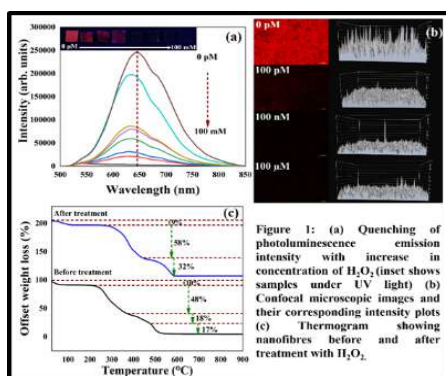 (a)
0 pM
100 mM
300000
250000
200000
150000
100000
50000
0
Intensity (arb. units)
0 pM
100 mM
500 550 600 650 700 750 800 850
Wavelength (nm)
(b)
0 pM
100 pM
100 nM
100 µM
(c)
After treatment
58%
32%
Before treatment
48%
18%
17%
200
150
100
50
0
Offset weight loss (%)
100 300 500 700 900
Temperature (°C)
Figure 1: (a) Quenching of
photoluminescence emission
intensity with increase in
concentration of H₂O₂ (inset shows
samples under UV light) (b)
Confocal microscopic images and
their corresponding intensity plots
(c) Thermogram showing
nanofibres before and after
treatment with H₂O₂.